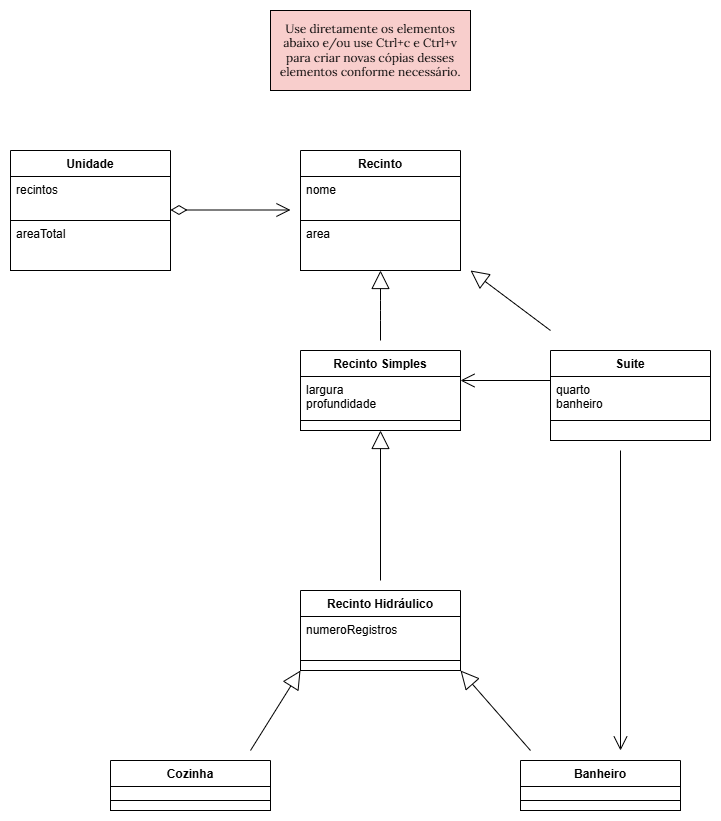 Use diretamente os elementos
abaixo e/ou use Ctrl+c e Ctrl+v
para criar novas cópias desses
elementos conforme necessário.
Unidade
recintos
areaTotal
Recinto
nome
area
Recinto Simples
largura
profundidade
Suite
quarto
banheiro
Recinto Hidráulico
numeroRegistros
Cozinha
Banheiro